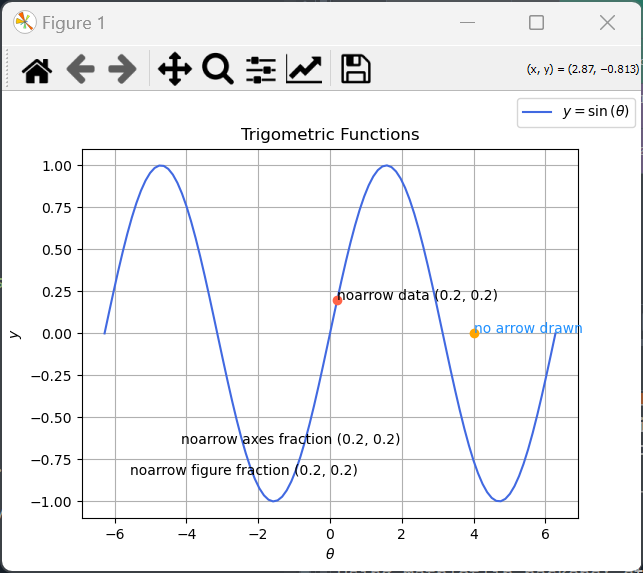 Figure 1
(x, y) = (2.87, −0.813)
y = sin (θ)
Trigometric Functions
1.00
0.75
0.50
0.25
0.00
−0.25
−0.50
−0.75
−1.00
y
noarrow data (0.2, 0.2)
no arrow drawn
noarrow axes fraction (0.2, 0.2)
noarrow figure fraction (0.2, 0.2)
−6 −4 −2 0 2 4 6
θ